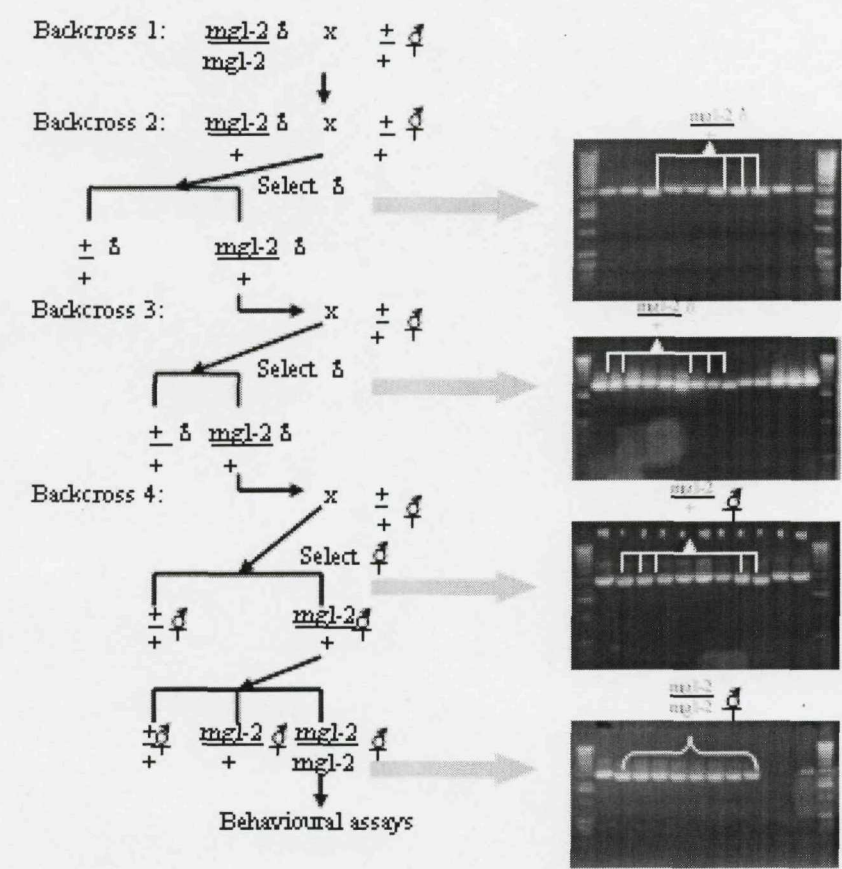 Backcross 1: mgl-2 ♂ x + ⚥
mgl-2 +
Backcross 2: mgl-2 ♂ x + ⚥
+ +
Select ♂
+ ♂ mgl-2 ♂
+ +
Backcross 3: x + ⚥
+
Select ♂
+ ♂ mgl-2 ♂
+ +
Backcross 4: x + ⚥
+
Select ⚥
+ ⚥ mgl-2 ⚥
+ +
+ ⚥ mgl-2 ⚥ mgl-2 ⚥
+ + mgl-2
Behavioural assays
mgl-2 ♂
mgl-2 ♂
mgl-2 ⚥
+
mgl-2 ⚥
mgl-2